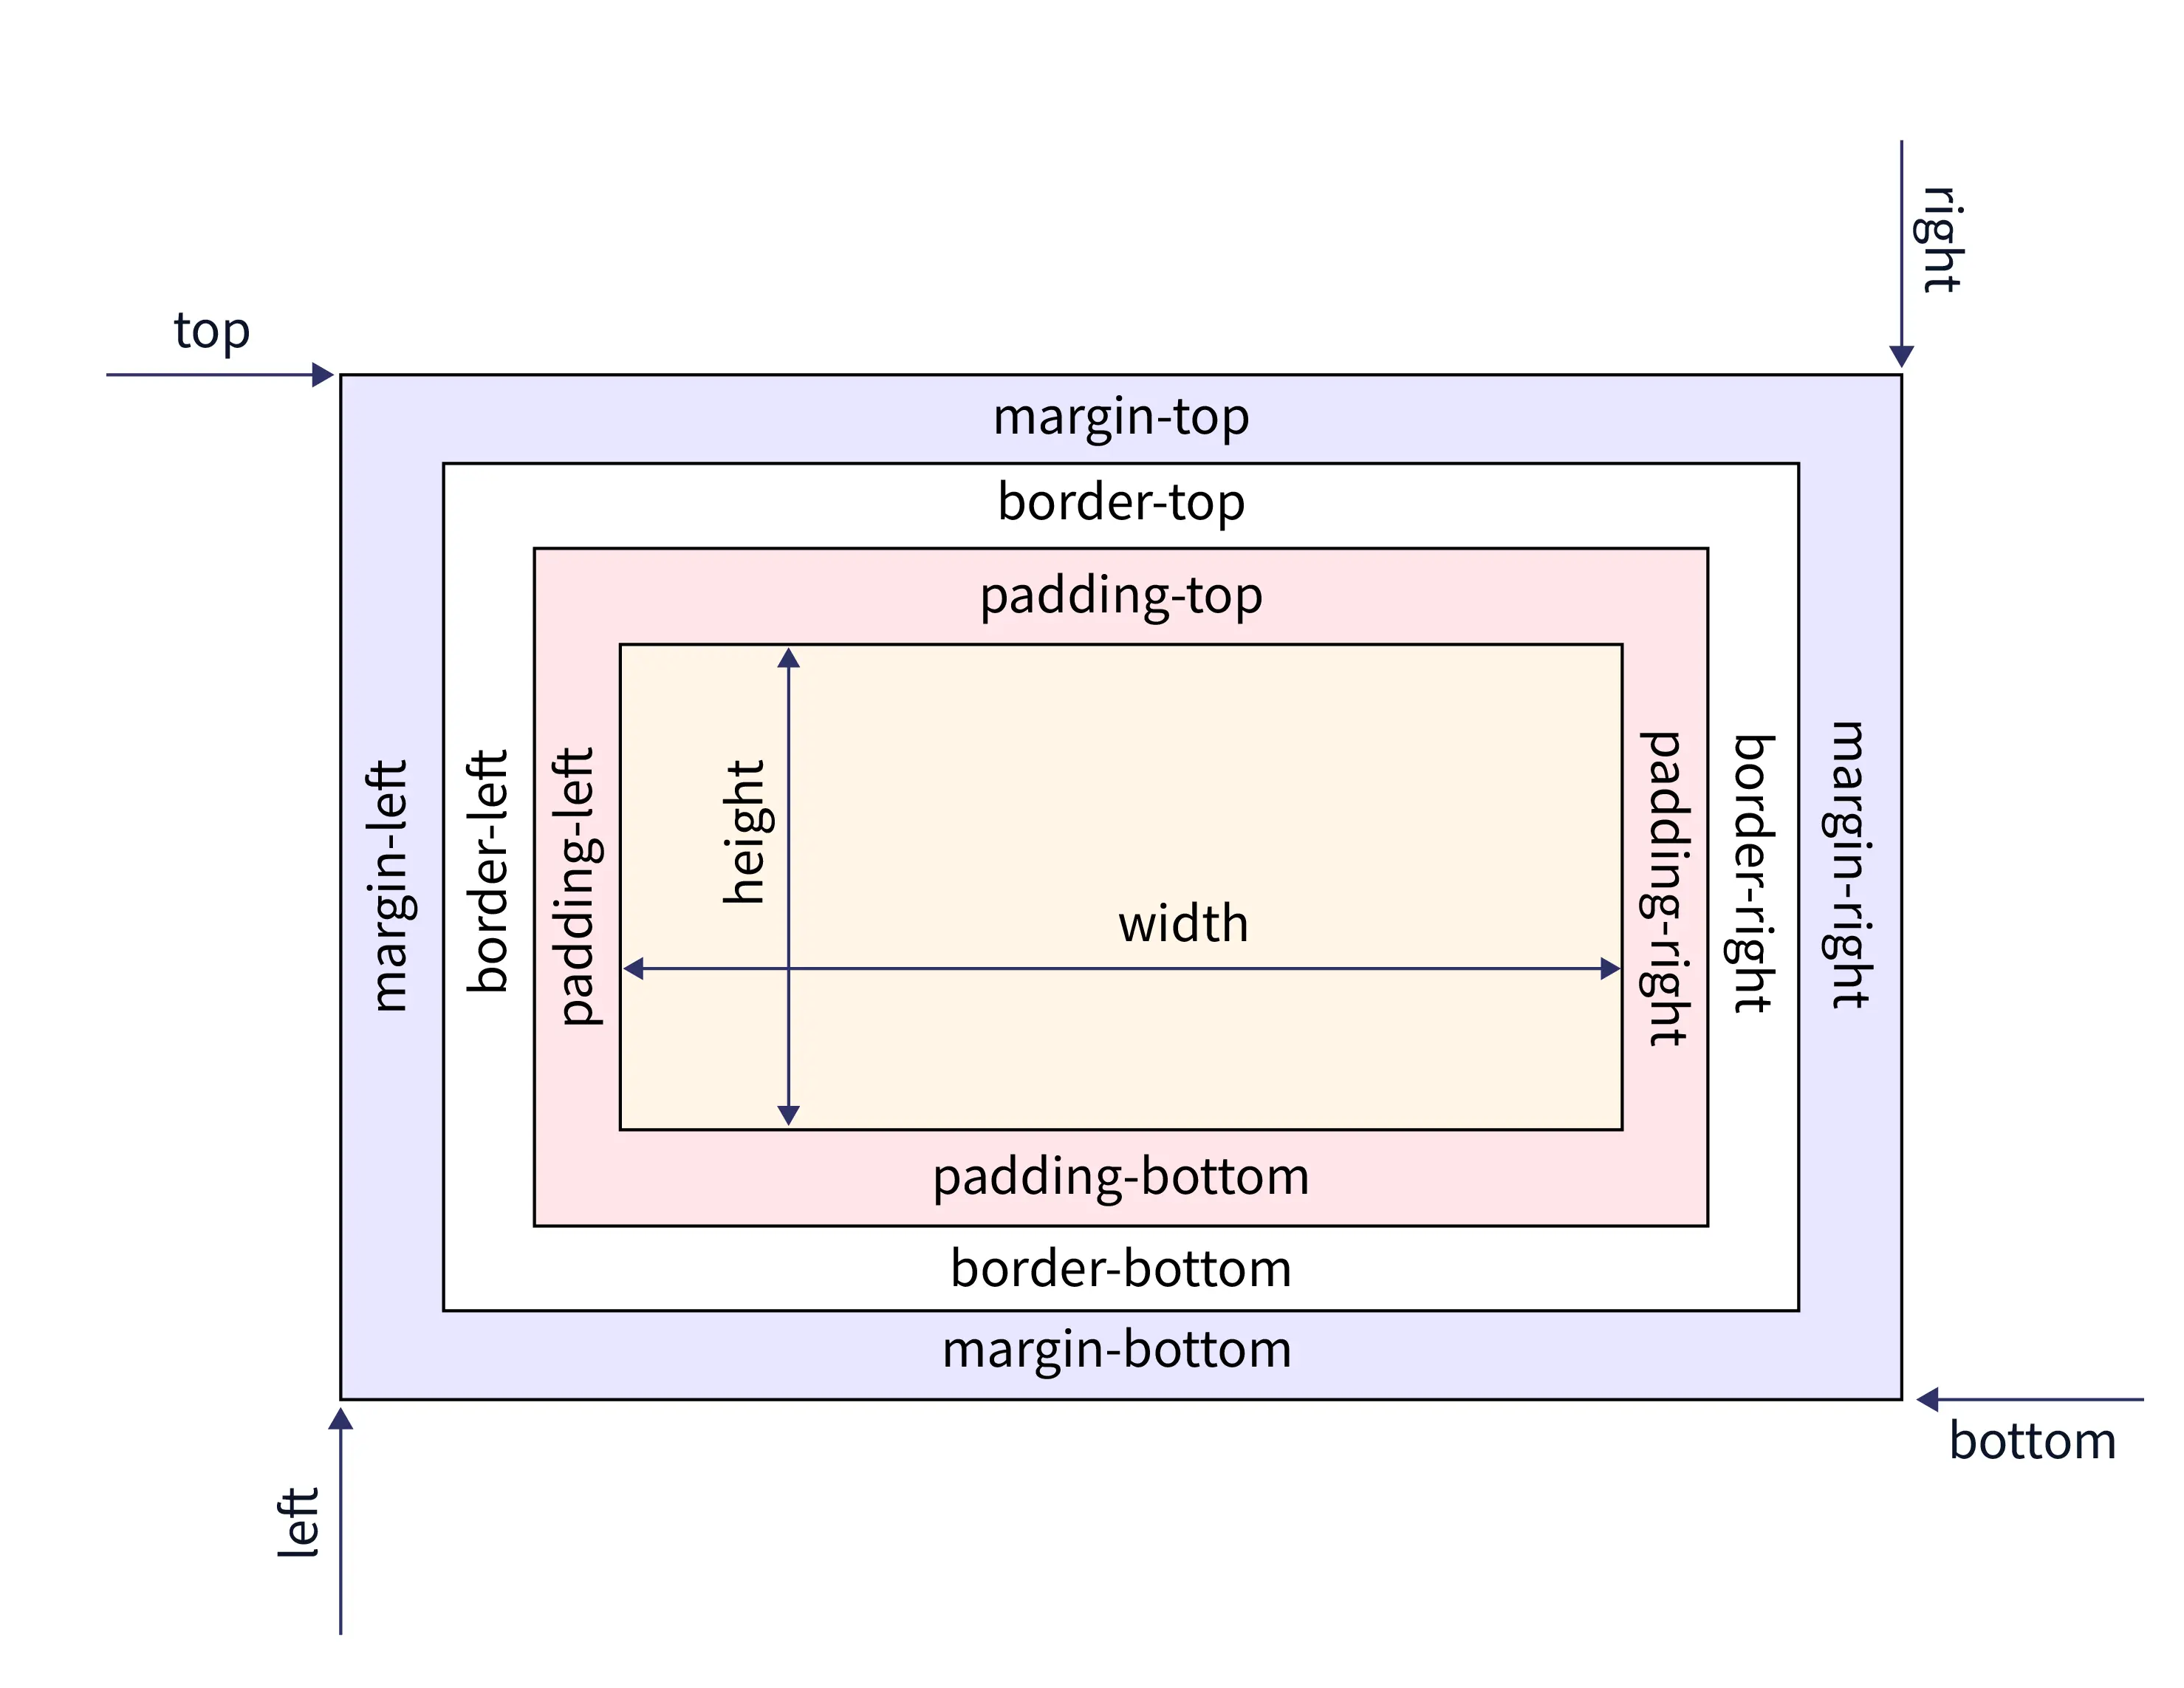 right
top
margin-top
border-top
padding-top
margin-left
border-left
padding-left
height
width
padding-right
border-right
margin-right
padding-bottom
border-bottom
margin-bottom
bottom
left